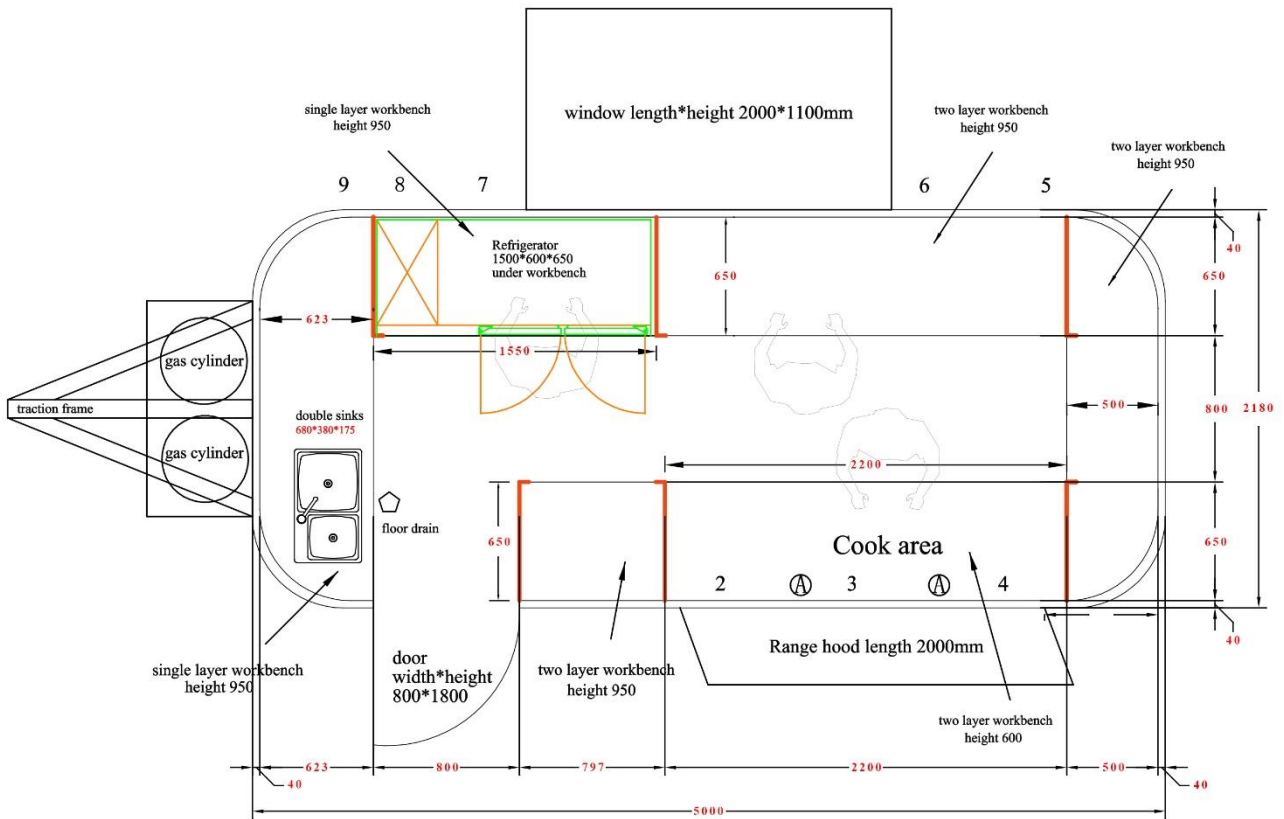 window length*height 2000*1100mm
single layer workbench
height 950
two layer workbench
height 950
two layer workbench
height 950
9
8
7
6
5
40
Refrigerator
1500*600*650
under workbench
650
650
623
1550
gas cylinder
traction frame
gas cylinder
double sinks
680*380*175
500
800
2180
2200
floor drain
650
650
Cook area
2
A
3
A
4
40
Range hood length 2000mm
single layer workbench
height 950
door
width*height
800*1800
two layer workbench
height 950
two layer workbench
height 600
623
800
797
2200
500
40
40
5000